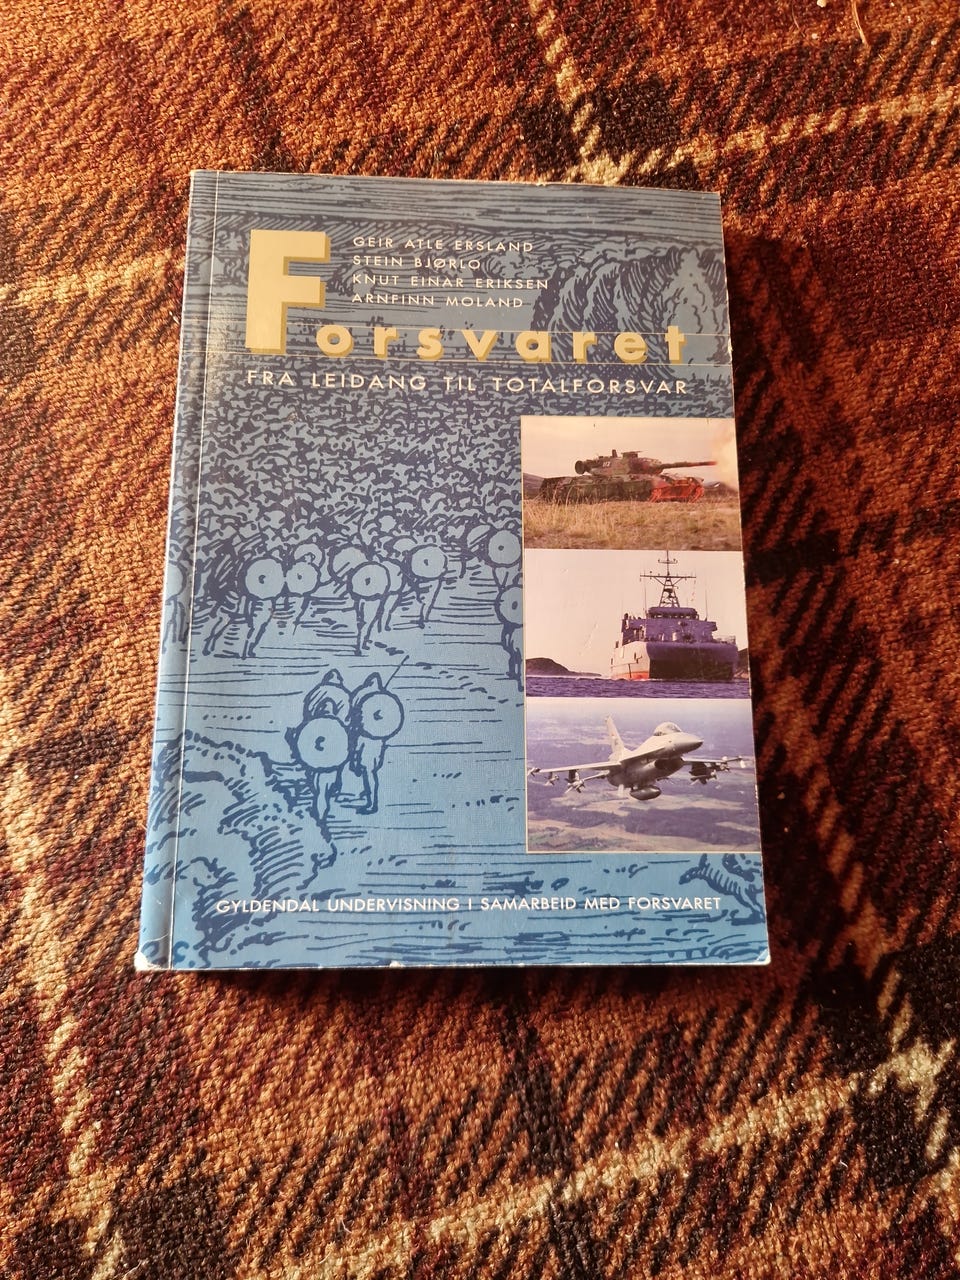 GEIR ATLE ERSLAND
STEIN BJØRLO
KNUT EINAR ERIKSEN
ARNFINN MOLAND
Forsvaret
FRA LEIDANG TIL TOTALFORSVAR
GYLDENDAL UNDERVISNING I SAMARBEID MED FORSVARET